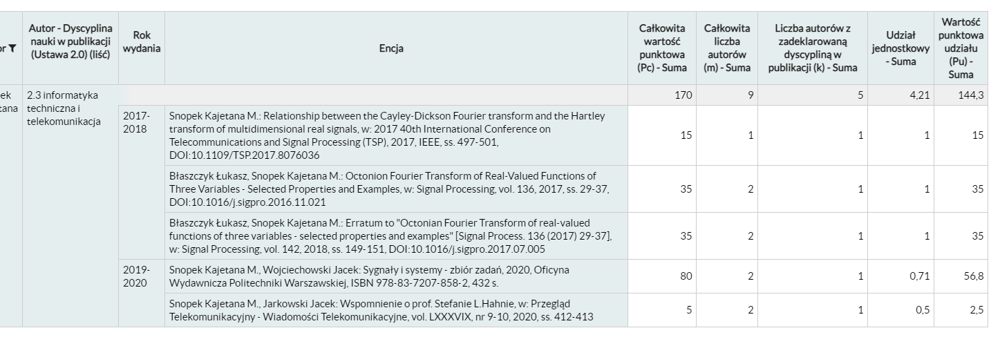 or
Autor - Dyscyplina
nauki w publikacji
(Ustawa 2.0) (liść)
Rok
wydania
Encja
Całkowita
wartość
punktowa
(Pc) - Suma
Całkowita
liczba
autorów
(m) - Suma
Liczba autorów z
zadeklarowaną
dyscypliną w
publikacji (k) - Suma
Udział
jednostkowy
- Suma
Wartość
punktowa
udziału
(Pu) -
Suma
ek
tana
2.3 informatyka
techniczna i
telekomunikacja
170
9
5
4,21
144,3
2017-
2018
Snopek Kajetana M.: Relationship between the Cayley-Dickson Fourier transform and the Hartley
transform of multidimensional real signals, w: 2017 40th International Conference on
Telecommunications and Signal Processing (TSP), 2017, IEEE, ss. 497-501,
DOI:10.1109/TSP.2017.8076036
15
1
1
1
15
Błaszczyk Łukasz, Snopek Kajetana M.: Octonion Fourier Transform of Real-Valued Functions of
Three Variables - Selected Properties and Examples, w: Signal Processing, vol. 136, 2017, ss. 29-37,
DOI:10.1016/j.sigpro.2016.11.021
35
2
1
1
35
Błaszczyk Łukasz, Snopek Kajetana M.: Erratum to "Octonian Fourier Transform of real-valued
functions of three variables - selected properties and examples" [Signal Process. 136 (2017) 29-37],
w: Signal Processing, vol. 142, 2018, ss. 149-151, DOI:10.1016/j.sigpro.2017.07.005
35
2
1
1
35
2019-
2020
Snopek Kajetana M., Wojciechowski Jacek: Sygnały i systemy - zbiór zadań, 2020, Oficyna
Wydawnicza Politechniki Warszawskiej, ISBN 978-83-7207-858-2, 432 s.
80
2
1
0,71
56,8
Snopek Kajetana M., Jarkowski Jacek: Wspomnienie o prof. Stefanie L.Hahnie, w: Przegląd
Telekomunikacyjny - Wiadomości Telekomunikacyjne, vol. LXXXVIX, nr 9-10, 2020, ss. 412-413
5
2
1
0,5
2,5